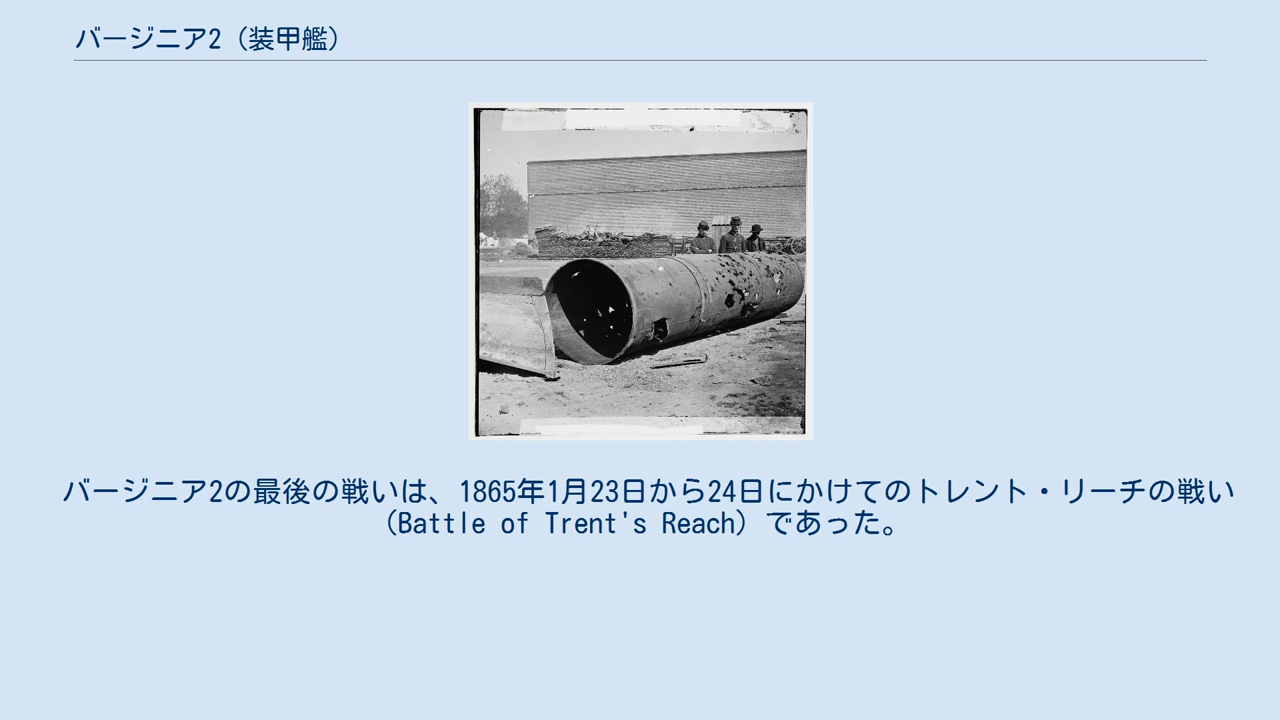 バージニア2（装甲艦）
バージニア2の最後の戦いは、1865年1月23日から24日にかけてのトレント・リーチの戦い
（Battle of Trent's Reach）であった。